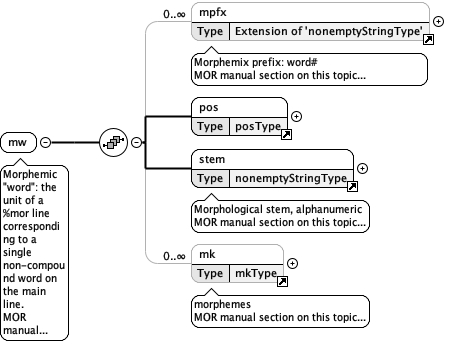 0..∞
mpfx
Type Extension of 'nonemptyStringType'
Morphemix prefix: word#
MOR manual section on this topic...
pos
Type posType
mw
stem
Type nonemptyStringType
Morphemic
"word": the
unit of a
%mor line
correspondi
ng to a
single
non-compou
nd word on
the main
line.
MOR
manual...
Morphological stem, alphanumeric
MOR manual section on this topic...
0..∞
mk
Type mkType
morphemes
MOR manual section on this topic...